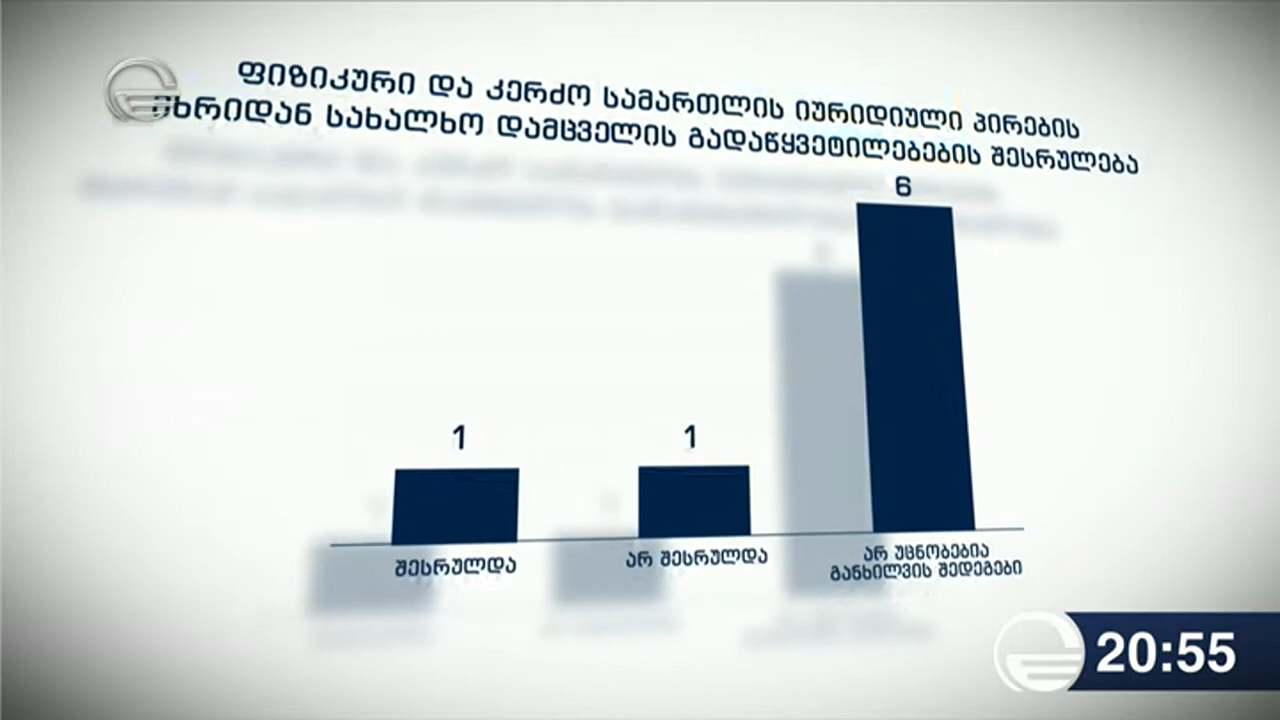 ფიზიკური და კერძო სამართლის იურიდიული პირების
მხრიდან სახალხო დამცველის გადაწყვეტილებების შესრულება
6
1
1
შესრულდა
არ შესრულდა
არ უცნობებია
განხილვის შედეგები
20:55